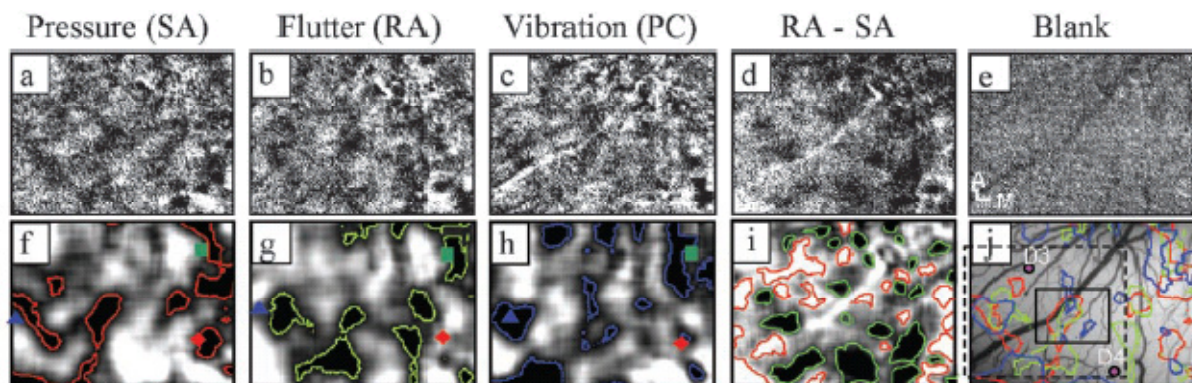 Pressure (SA) Flutter (RA) Vibration (PC) RA - SA Blank
a b c d e
A
M
f g h i j
D3
D4